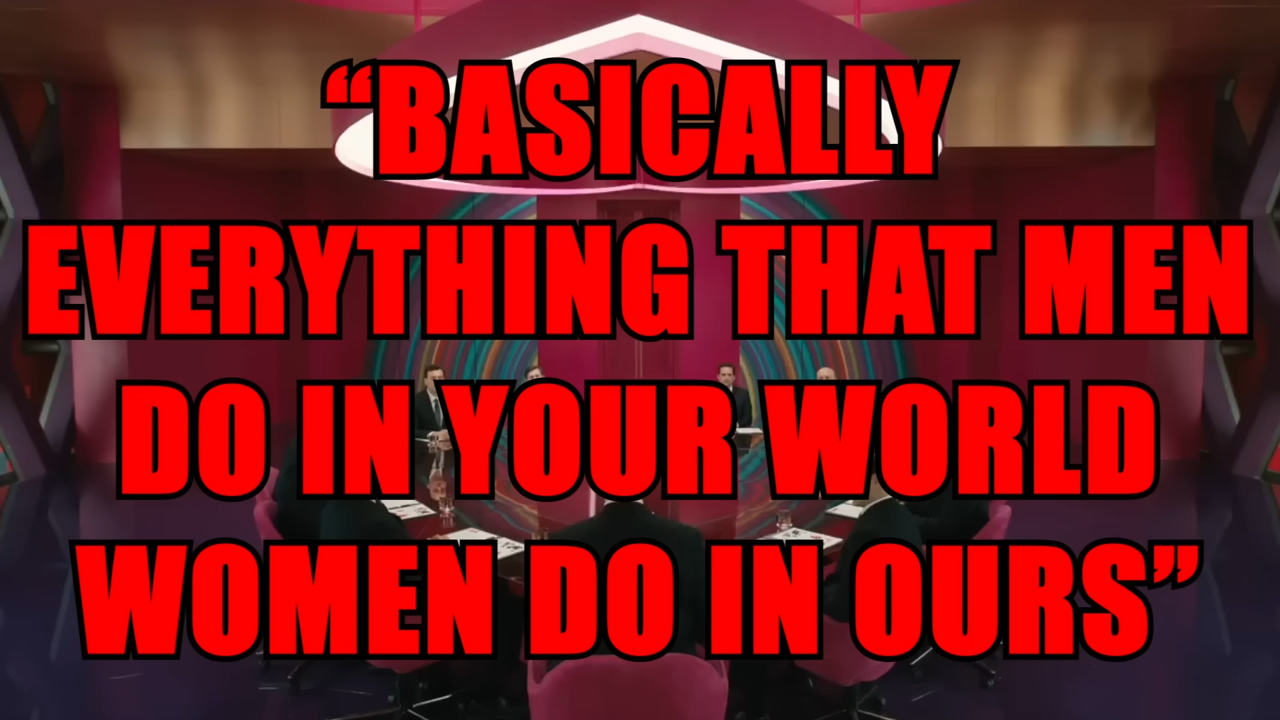 “BASICALLY
EVERYTHING THAT MEN
DO IN YOUR WORLD
WOMEN DO IN OURS”